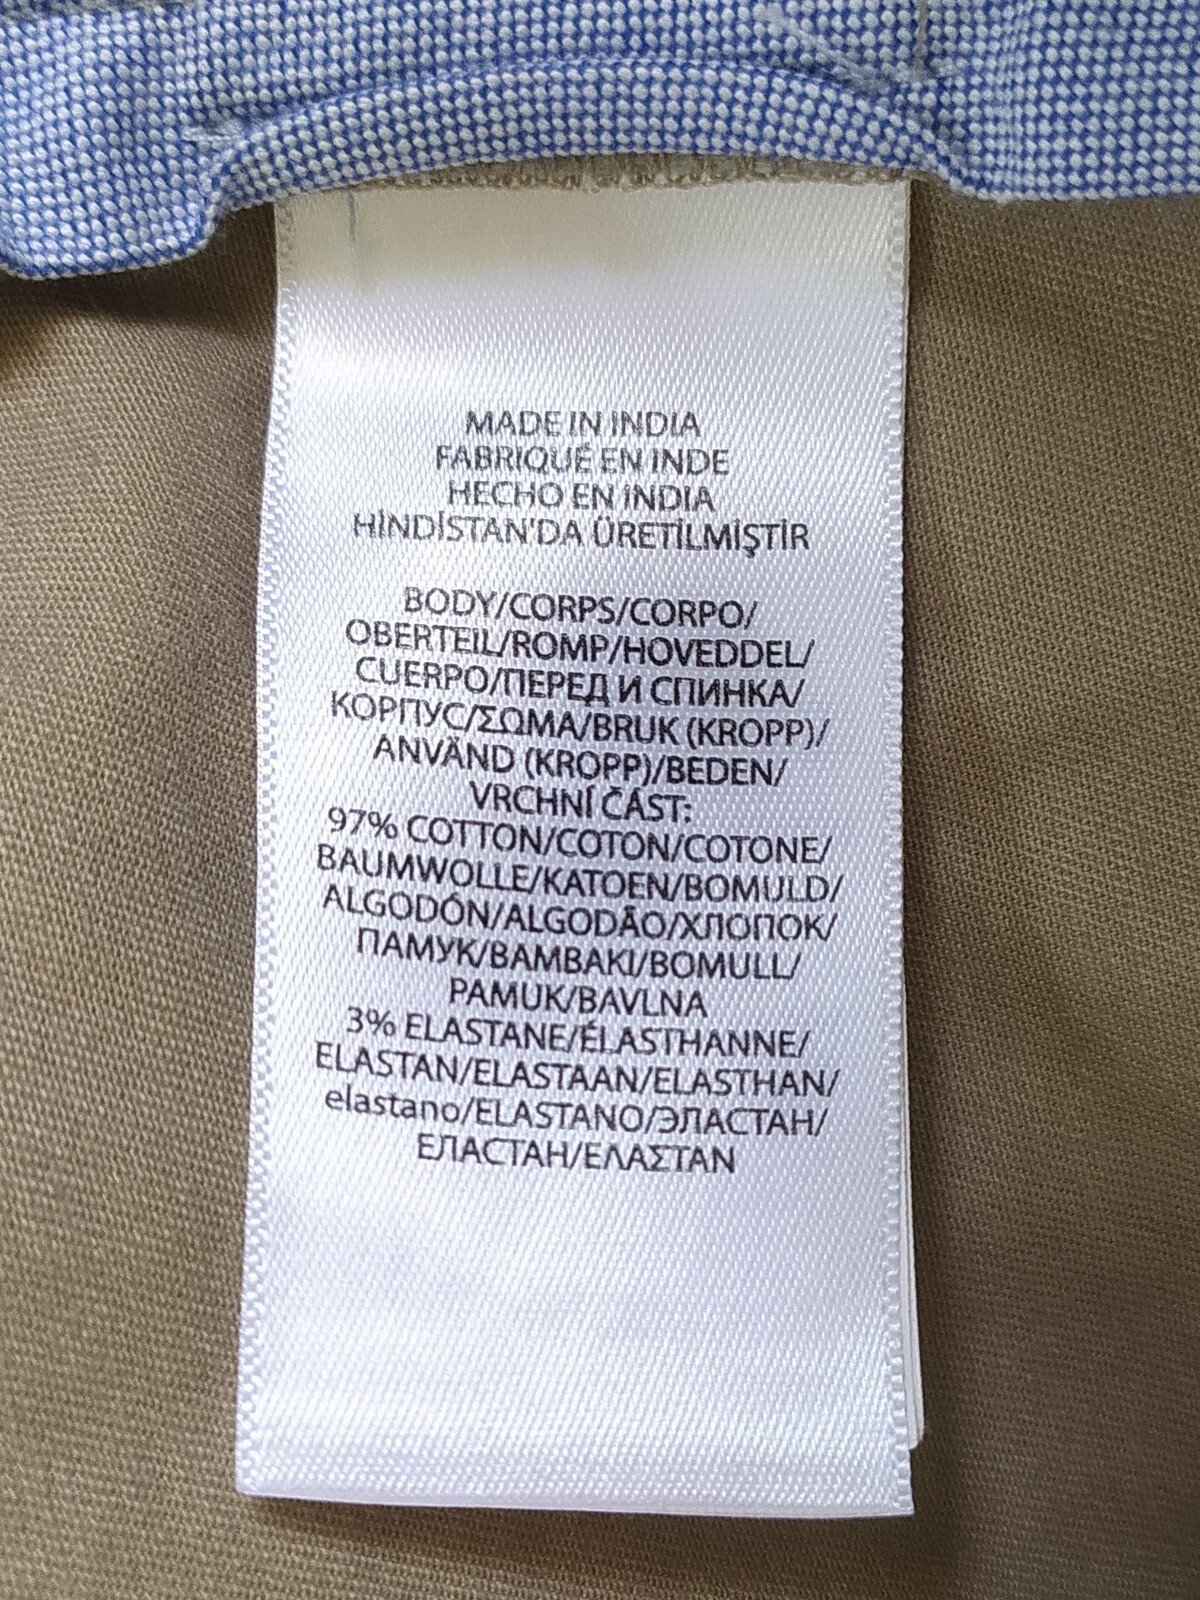 MADE IN INDIA
FABRIQUÉ EN INDE
HECHO EN INDIA
HİNDİSTAN'DA ÜRETİLMİŞTİR
BODY/CORPS/CORPO/
OBERTEIL/ROMP/HOVEDDEL/
CUERPO/ПЕРЕД И СПИНКА/
КОРПУС/ΣΩΜΑ/BRUK (KROPP)/
ANVÄND (KROPP)/BEDEN/
VRCHNÍ ČÁST:
97% COTTON/COTON/COTONE/
BAUMWOLLE/KATOEN/BOMULD/
ALGODÓN/ALGODÃO/ХЛОПОК/
ПАМУК/BAMBAKI/BOMULL/
PAMUK/BAVLNA
3% ELASTANE/ÉLASTHANNE/
ELASTAN/ELASTAAN/ELASTHAN/
elastano/ELASTANO/ЭЛАСТАН/
ЕЛАСТАН/ΕΛΑΣΤΑΝ